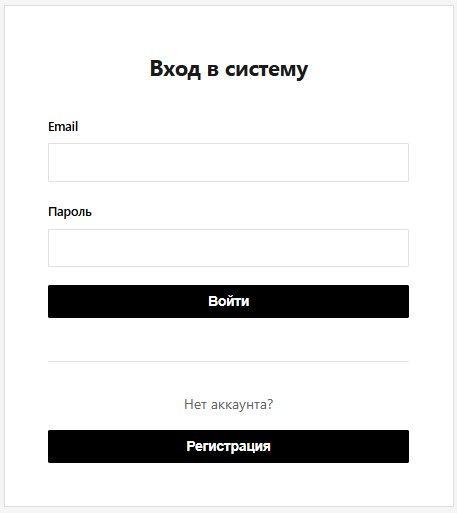 Вход в систему
Email
Пароль
Войти
Нет аккаунта?
Регистрация